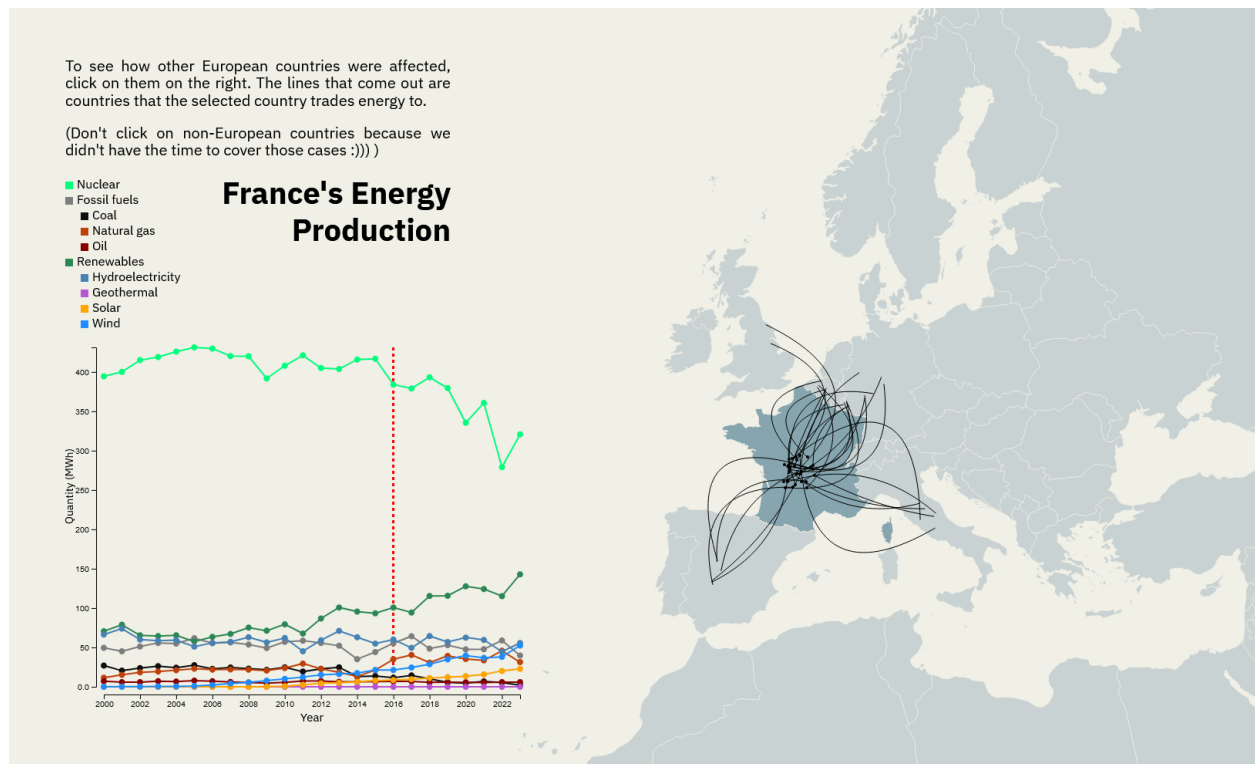 To see how other European countries were affected,
click on them on the right. The lines that come out are
countries that the selected country trades energy to.
(Don't click on non-European countries because we
didn't have the time to cover those cases :))) )
France's Energy
Production
Nuclear
Fossil fuels
Coal
Natural gas
Oil
Renewables
Hydroelectricity
Geothermal
Solar
Wind
Quantity (MWh)
400
350
300
250
200
150
100
50
0.0
2000 2002 2004 2006 2008 2010 2012 2014 2016 2018 2020 2022
Year